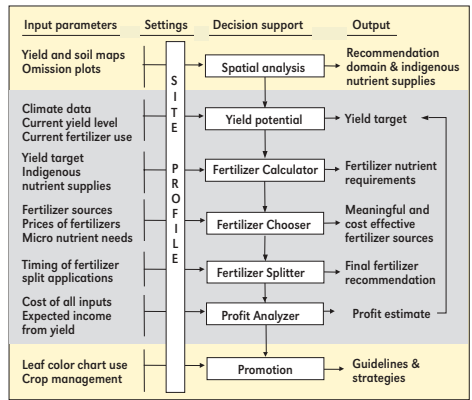 Input parameters Settings Decision support Output
Yield and soil maps
Omission plots
Spatial analysis
Recommendation
domain & indigenous
nutrient supplies
Climate data
Current yield level
Current fertilizer use
Yield potential
Yield target
Yield target
Indigenous
nutrient supplies
Fertilizer Calculator
Fertilizer nutrient
requirements
Fertilizer sources
Prices of fertilizers
Micro nutrient needs
Fertilizer Chooser
Meaningful and
cost effective
fertilizer sources
Timing of fertilizer
split applications
Fertilizer Splitter
Final fertilizer
recommendation
Cost of all inputs
Expected income
from yield
Profit Analyzer
Profit estimate
Leaf color chart use
Crop management
Promotion
Guidelines &
strategies
SITE PROFILE